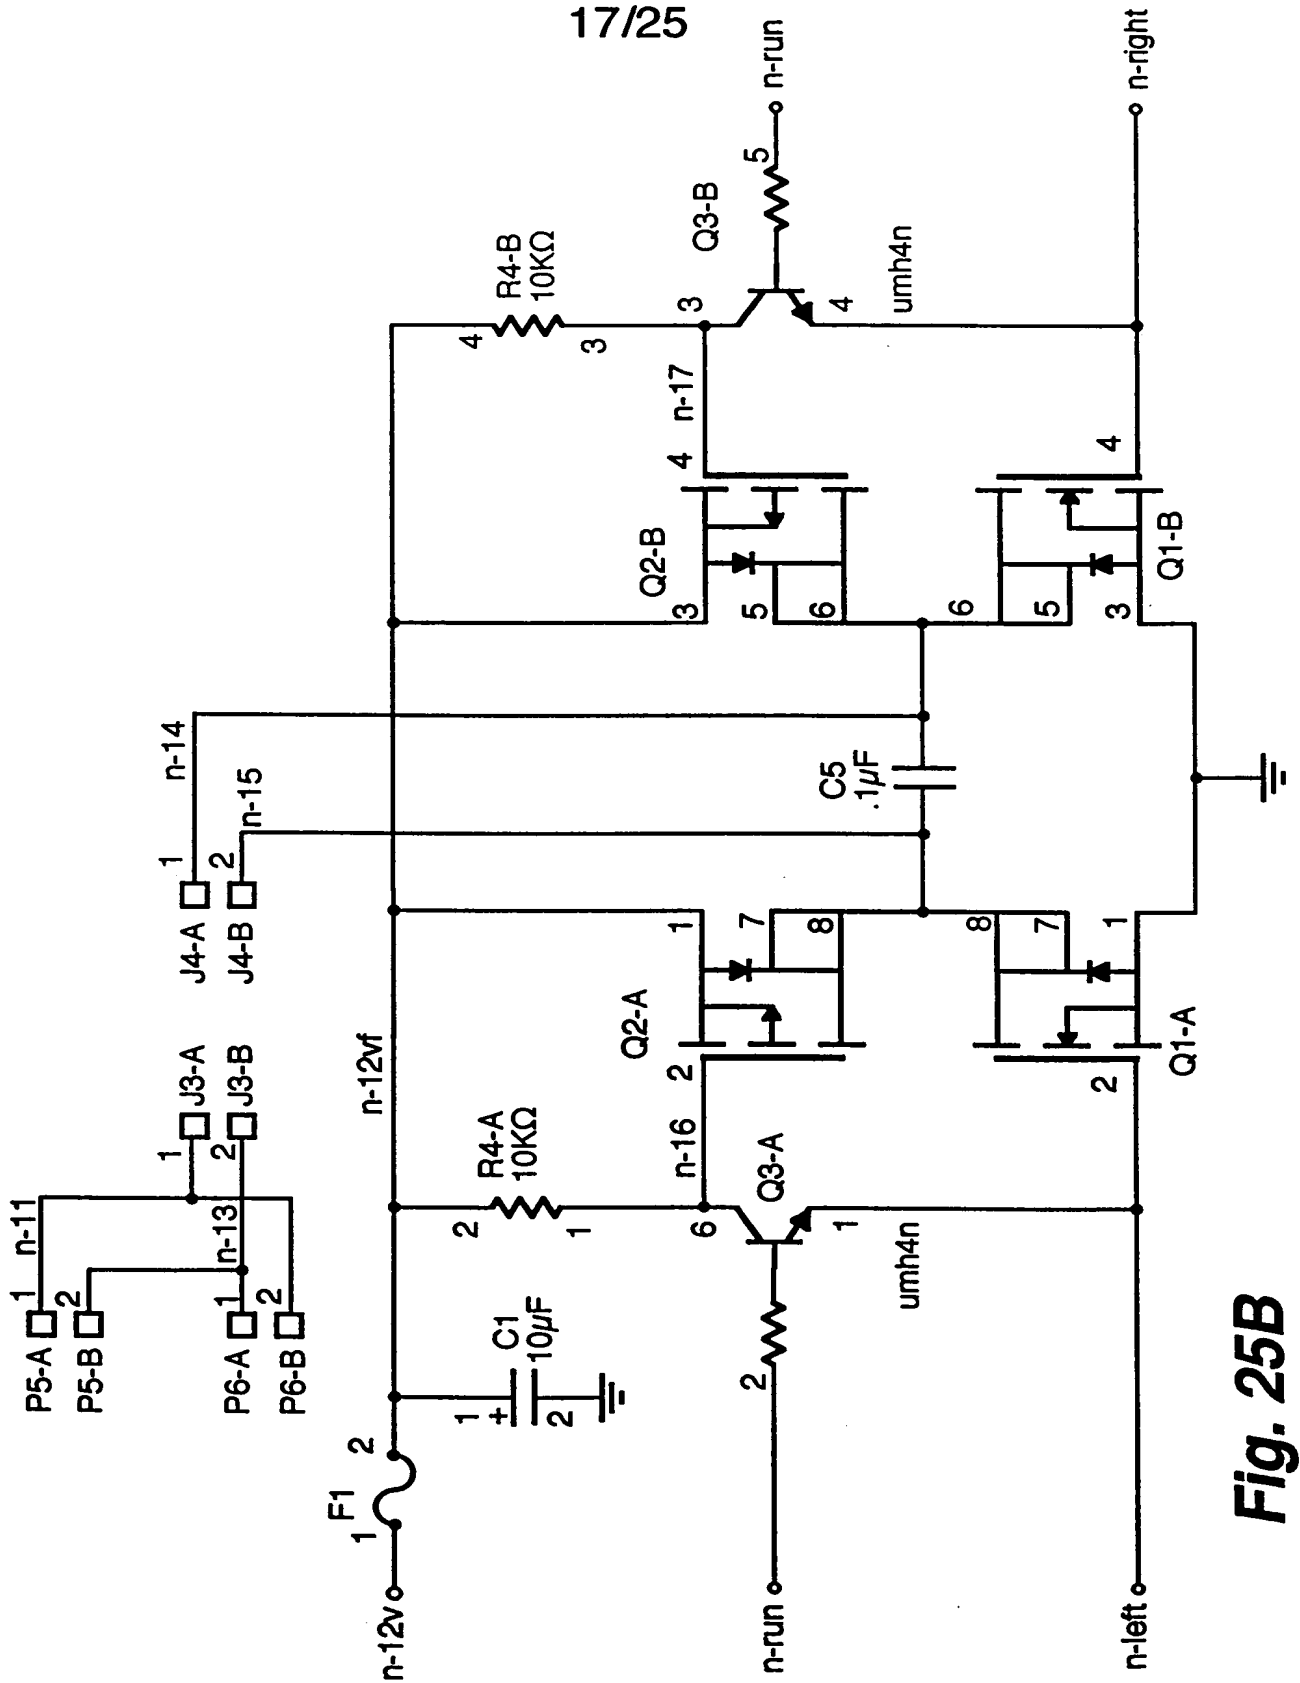 17/25
P5-A
1
n-11
P5-B
2
P6-A
1
n-13
P6-B
2
1
J3-A
2
J3-B
J4-A
1
n-14
J4-B
2
n-15
n-12v
1
F1
2
n-12vf
1
+
2
C1
10µF
2
R4-A
10KΩ
1
4
R4-B
10KΩ
3
n-run
2
6
Q3-A
1
umh4n
n-16
2
Q2-A
1
7
8
C5
.1µF
3
5
6
Q2-B
4
n-17
3
Q3-B
5
n-run
4
umh4n
n-left
2
Q1-A
8
7
1
6
5
3
Q1-B
4
n-right
Fig. 25B